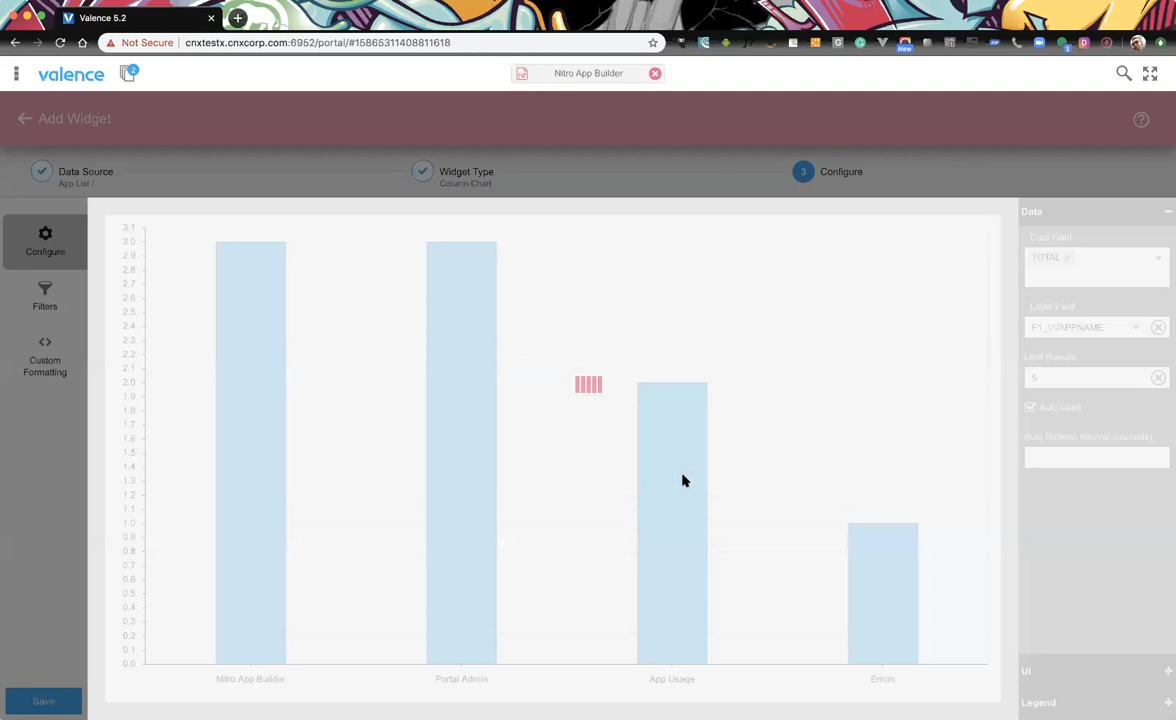 Valence 5.2
Not Secure
cnxtestx.cnxcorp.com:6952/portal/#15865311408811618
New
3
valence
2
Nitro App Builder
Add Widget
Data Source
App List /
Widget Type
Column Chart
3
Configure
Configure
Filters
Custom
Formatting
Save
3.1
3.0
2.9
2.8
2.7
2.6
2.5
2.4
2.3
2.2
2.1
2.0
1.9
1.8
1.7
1.6
1.5
1.4
1.3
1.2
1.1
1.0
0.9
0.8
0.7
0.6
0.5
0.4
0.3
0.2
0.1
0.0
Nitro App Builder
Portal Admin
App Usage
Errors
Data
Data Field
TOTAL
Label Field
F1_VVAPPNAME
Limit Results
5
Auto Load
Auto Refresh Interval (seconds)
UI
Legend